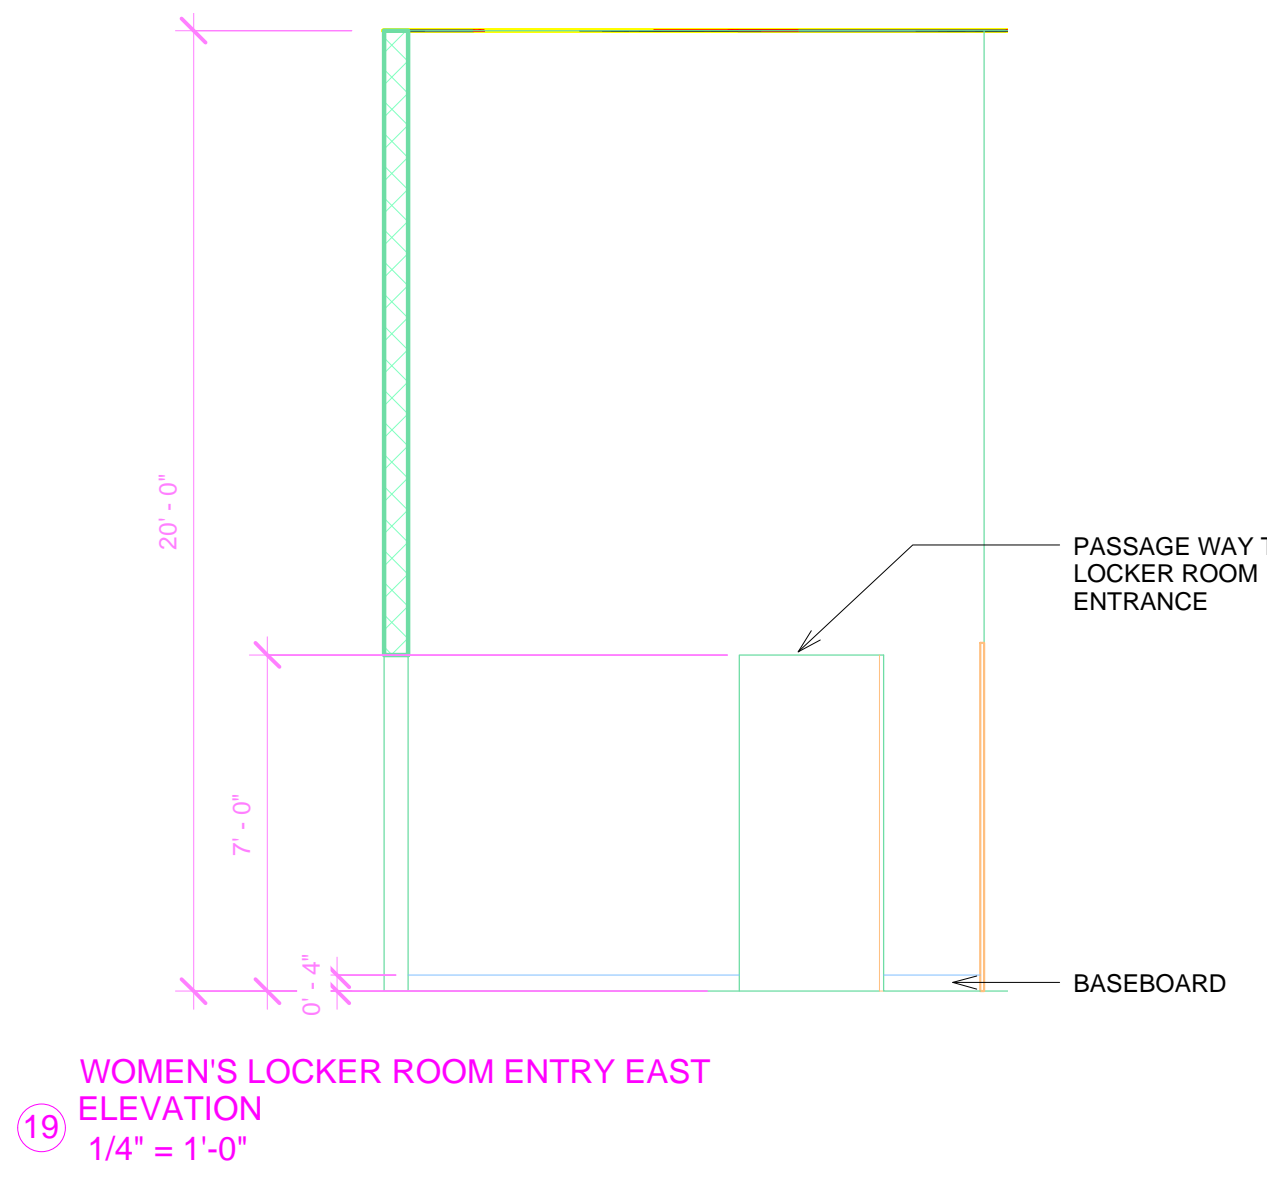 20' - 0"
PASSAGE WAY
LOCKER ROOM
ENTRANCE
7' - 0"
0' - 4"
BASEBOARD
WOMEN'S LOCKER ROOM ENTRY EAST
ELEVATION
19
1/4" = 1'-0"